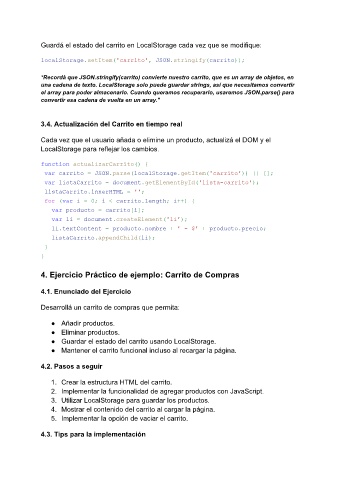 Guardá el estado del carrito en LocalStorage cada vez que se modifique:
localStorage.setItem('carrito', JSON.stringify(carrito));
"Recordá que JSON.stringify(carrito) convierte nuestro carrito, que es un array de objetos, en
una cadena de texto. LocalStorage solo puede guardar strings, así que necesitamos convertir
el array para poder almacenarlo. Cuando queramos recuperarlo, usaremos JSON.parse() para
convertir esa cadena de vuelta en un array."
3.4. Actualización del Carrito en tiempo real
Cada vez que el usuario añada o elimine un producto, actualizá el DOM y el
LocalStorage para reflejar los cambios.
function actualizarCarrito() {
var carrito = JSON.parse(localStorage.getItem('carrito')) || [];
var listaCarrito = document.getElementById('lista-carrito');
listaCarrito.innerHTML = '';
for (var i = 0; i < carrito.length; i++) {
var producto = carrito[i];
var li = document.createElement('li');
li.textContent = producto.nombre + ' - $' + producto.precio;
listaCarrito.appendChild(li);
}
}
4. Ejercicio Práctico de ejemplo: Carrito de Compras
4.1. Enunciado del Ejercicio
Desarrollá un carrito de compras que permita:
● Añadir productos.
● Eliminar productos.
● Guardar el estado del carrito usando LocalStorage.
● Mantener el carrito funcional incluso al recargar la página.
4.2. Pasos a seguir
1. Crear la estructura HTML del carrito.
2. Implementar la funcionalidad de agregar productos con JavaScript.
3. Utilizar LocalStorage para guardar los productos.
4. Mostrar el contenido del carrito al cargar la página.
5. Implementar la opción de vaciar el carrito.
4.3. Tips para la implementación